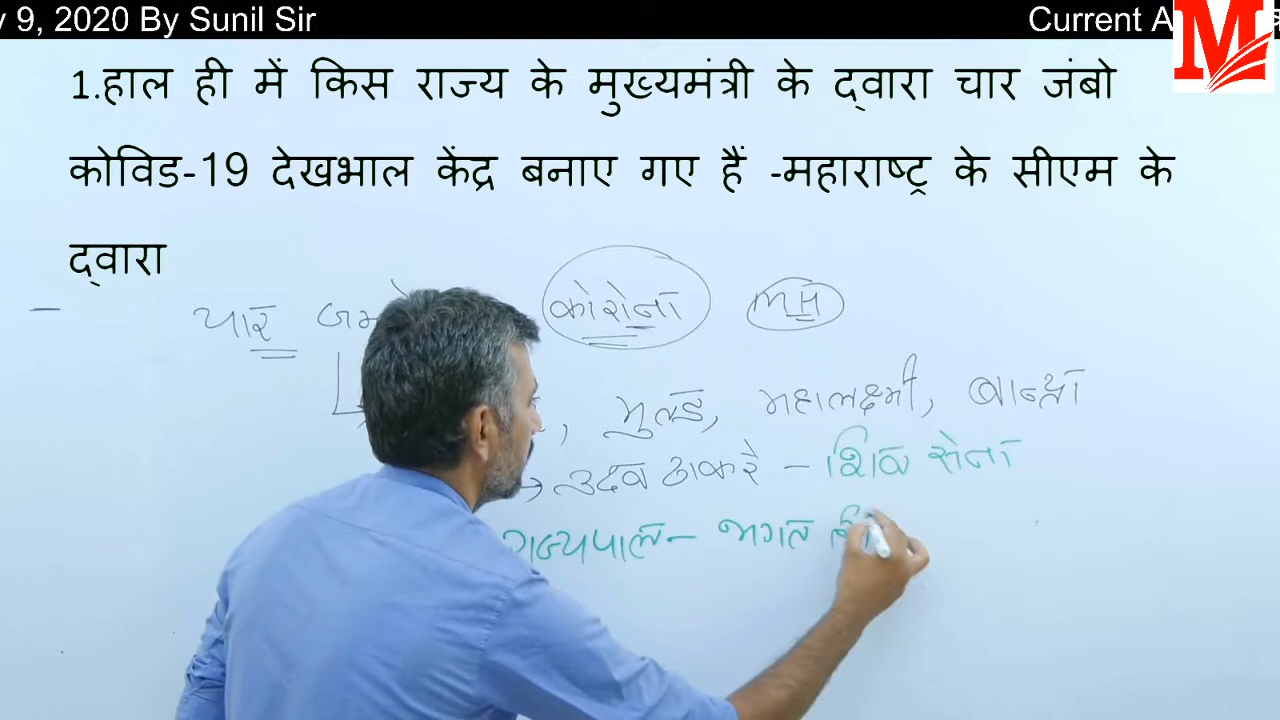 y 9, 2020 By Sunil Sir
Current A
M
1.हाल ही में किस राज्य के मुख्यमंत्री के द्वारा चार जंबो
कोविड-19 देखभाल केंद्र बनाए गए हैं -महाराष्ट्र के सीएम के
द्वारा
चार कोरोना MH
, मुलुंड, महालक्ष्मी, बान्द्रा
→ उद्धव ठाकरे - शिव सेना
राज्यपाल - भगत